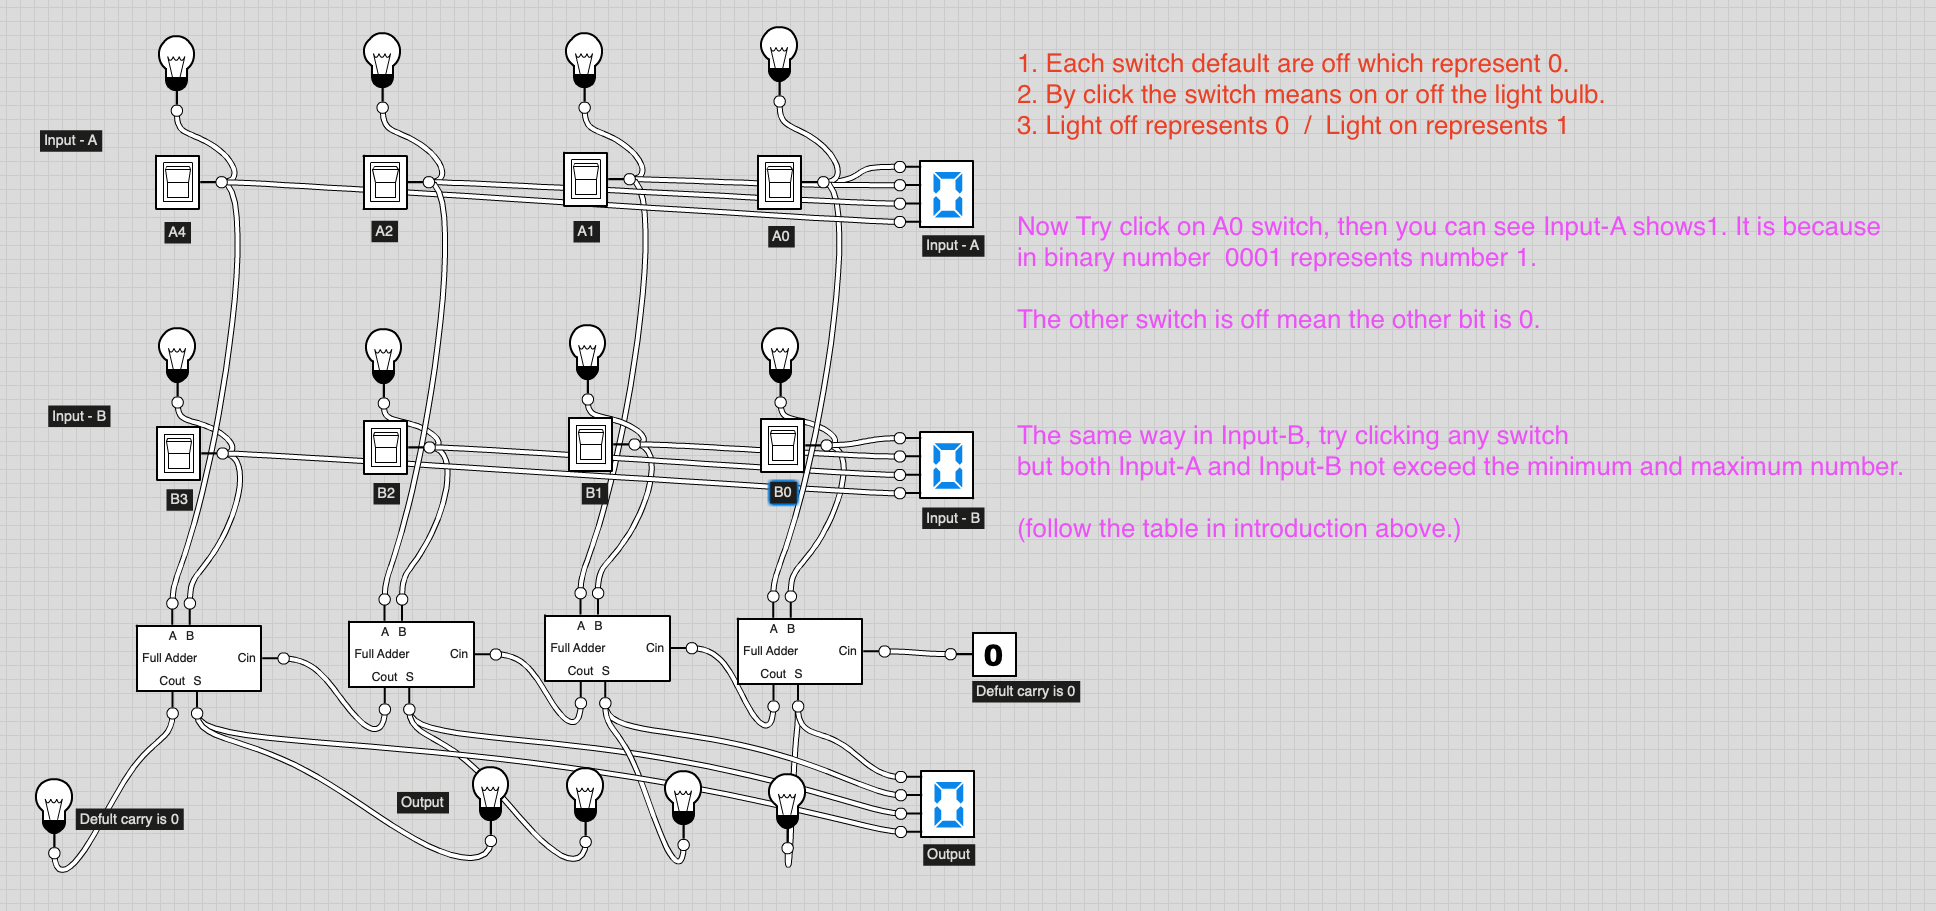 1. Each switch default are off which represent 0.
2. By click the switch means on or off the light bulb.
3. Light off represents 0 / Light on represents 1
Input - A
A4
A2
A1
A0
0
Input - A
Now Try click on A0 switch, then you can see Input-A shows1. It is because
in binary number 0001 represents number 1.
The other switch is off mean the other bit is 0.
Input - B
B3
B2
B1
B0
0
Input - B
The same way in Input-B, try clicking any switch
but both Input-A and Input-B not exceed the minimum and maximum number.
(follow the table in introduction above.)
A B
Full Adder Cin
Cout S
A B
Full Adder Cin
Cout S
A B
Full Adder Cin
Cout S
A B
Full Adder Cin
Cout S
0
Defult carry is 0
Defult carry is 0
Output
0
Output